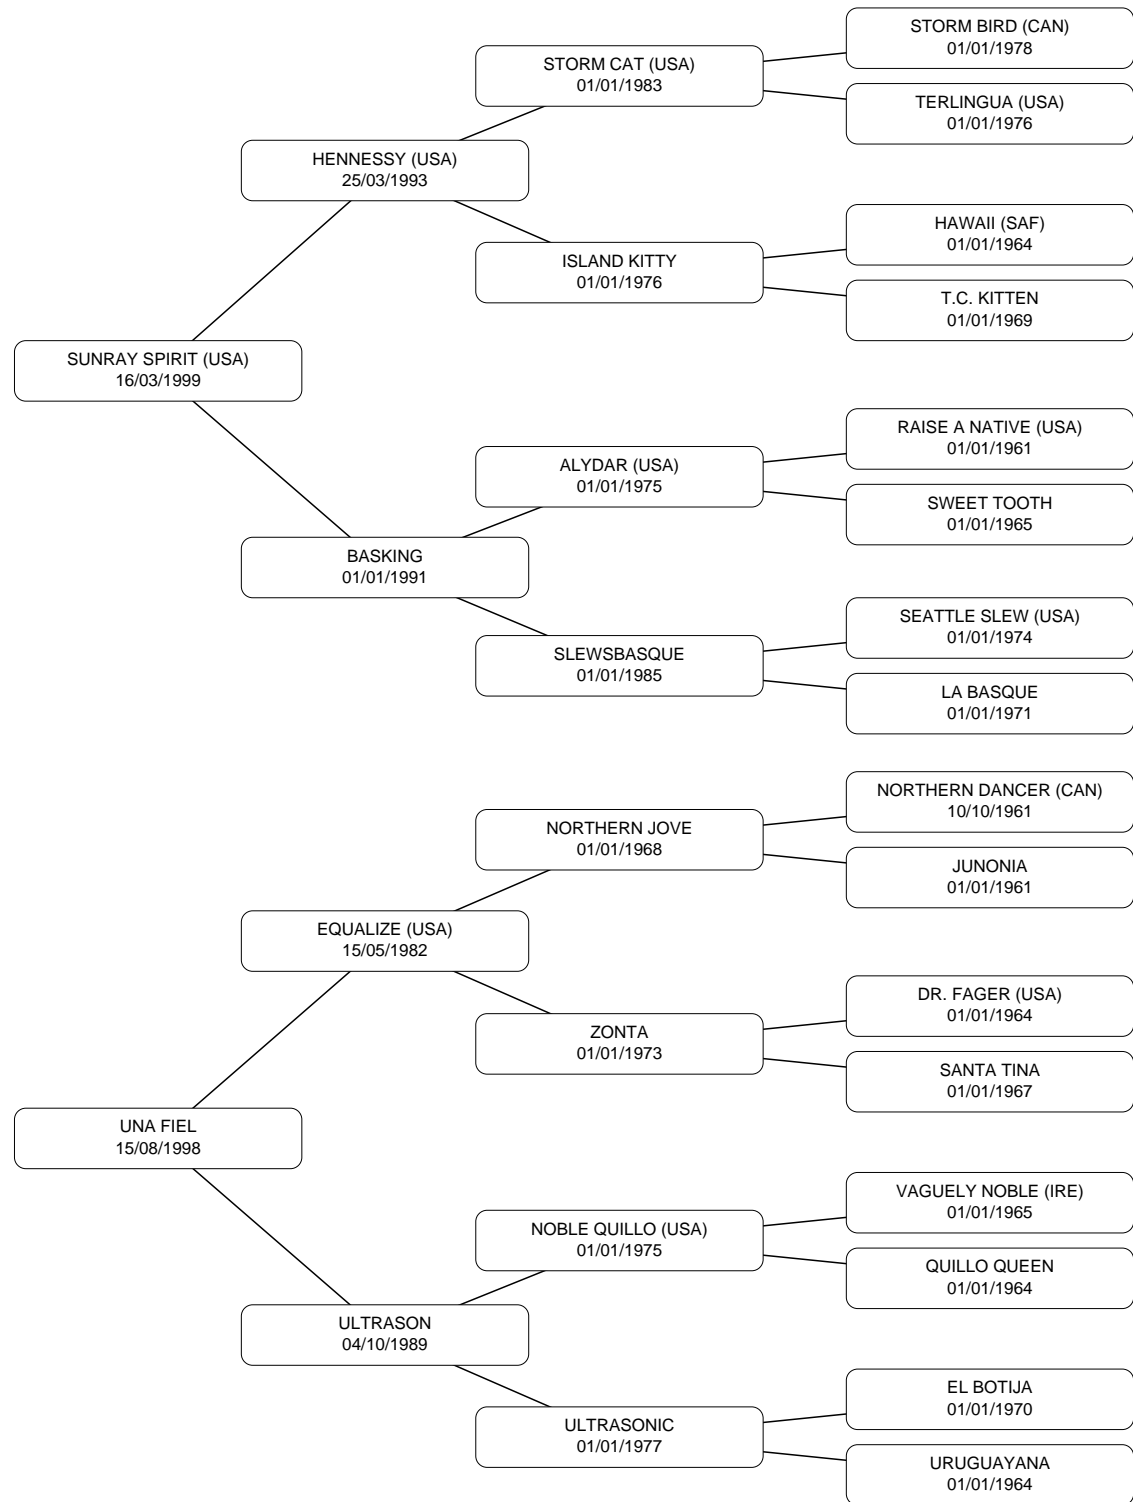 STORM BIRD (CAN)
01/01/1978
STORM CAT (USA)
01/01/1983
TERLINGUA (USA)
01/01/1976
HENNESSY (USA)
25/03/1993
HAWAII (SAF)
01/01/1964
ISLAND KITTY
01/01/1976
T.C. KITTEN
01/01/1969
SUNRAY SPIRIT (USA)
16/03/1999
RAISE A NATIVE (USA)
01/01/1961
ALYDAR (USA)
01/01/1975
SWEET TOOTH
01/01/1965
BASKING
01/01/1991
SEATTLE SLEW (USA)
01/01/1974
SLEWSBASQUE
01/01/1985
LA BASQUE
01/01/1971
NORTHERN DANCER (CAN)
10/10/1961
NORTHERN JOVE
01/01/1968
JUNONIA
01/01/1961
EQUALIZE (USA)
15/05/1982
DR. FAGER (USA)
01/01/1964
ZONTA
01/01/1973
SANTA TINA
01/01/1967
UNA FIEL
15/08/1998
VAGUELY NOBLE (IRE)
01/01/1965
NOBLE QUILLO (USA)
01/01/1975
QUILLO QUEEN
01/01/1964
ULTRASON
04/10/1989
EL BOTIJA
01/01/1970
ULTRASONIC
01/01/1977
URUGUAYANA
01/01/1964